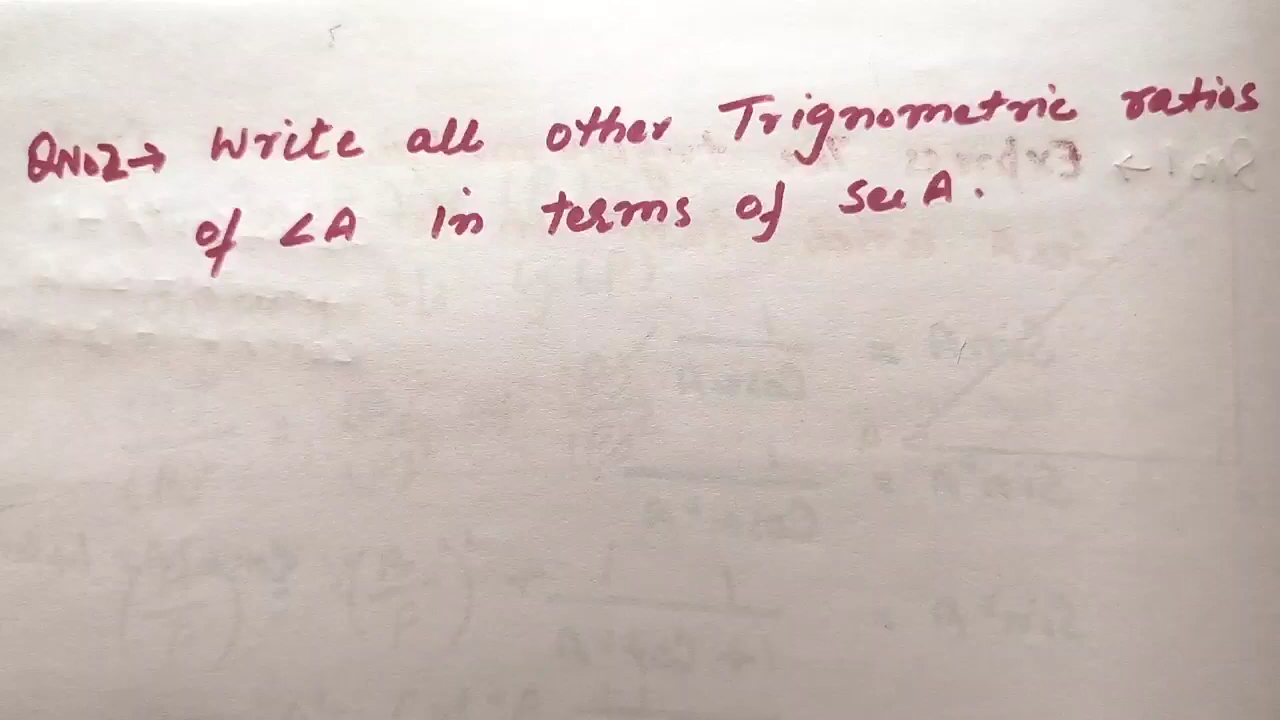 QNo2→ Write all other Trignometric ratios
of ∠A in terms of Sec A.